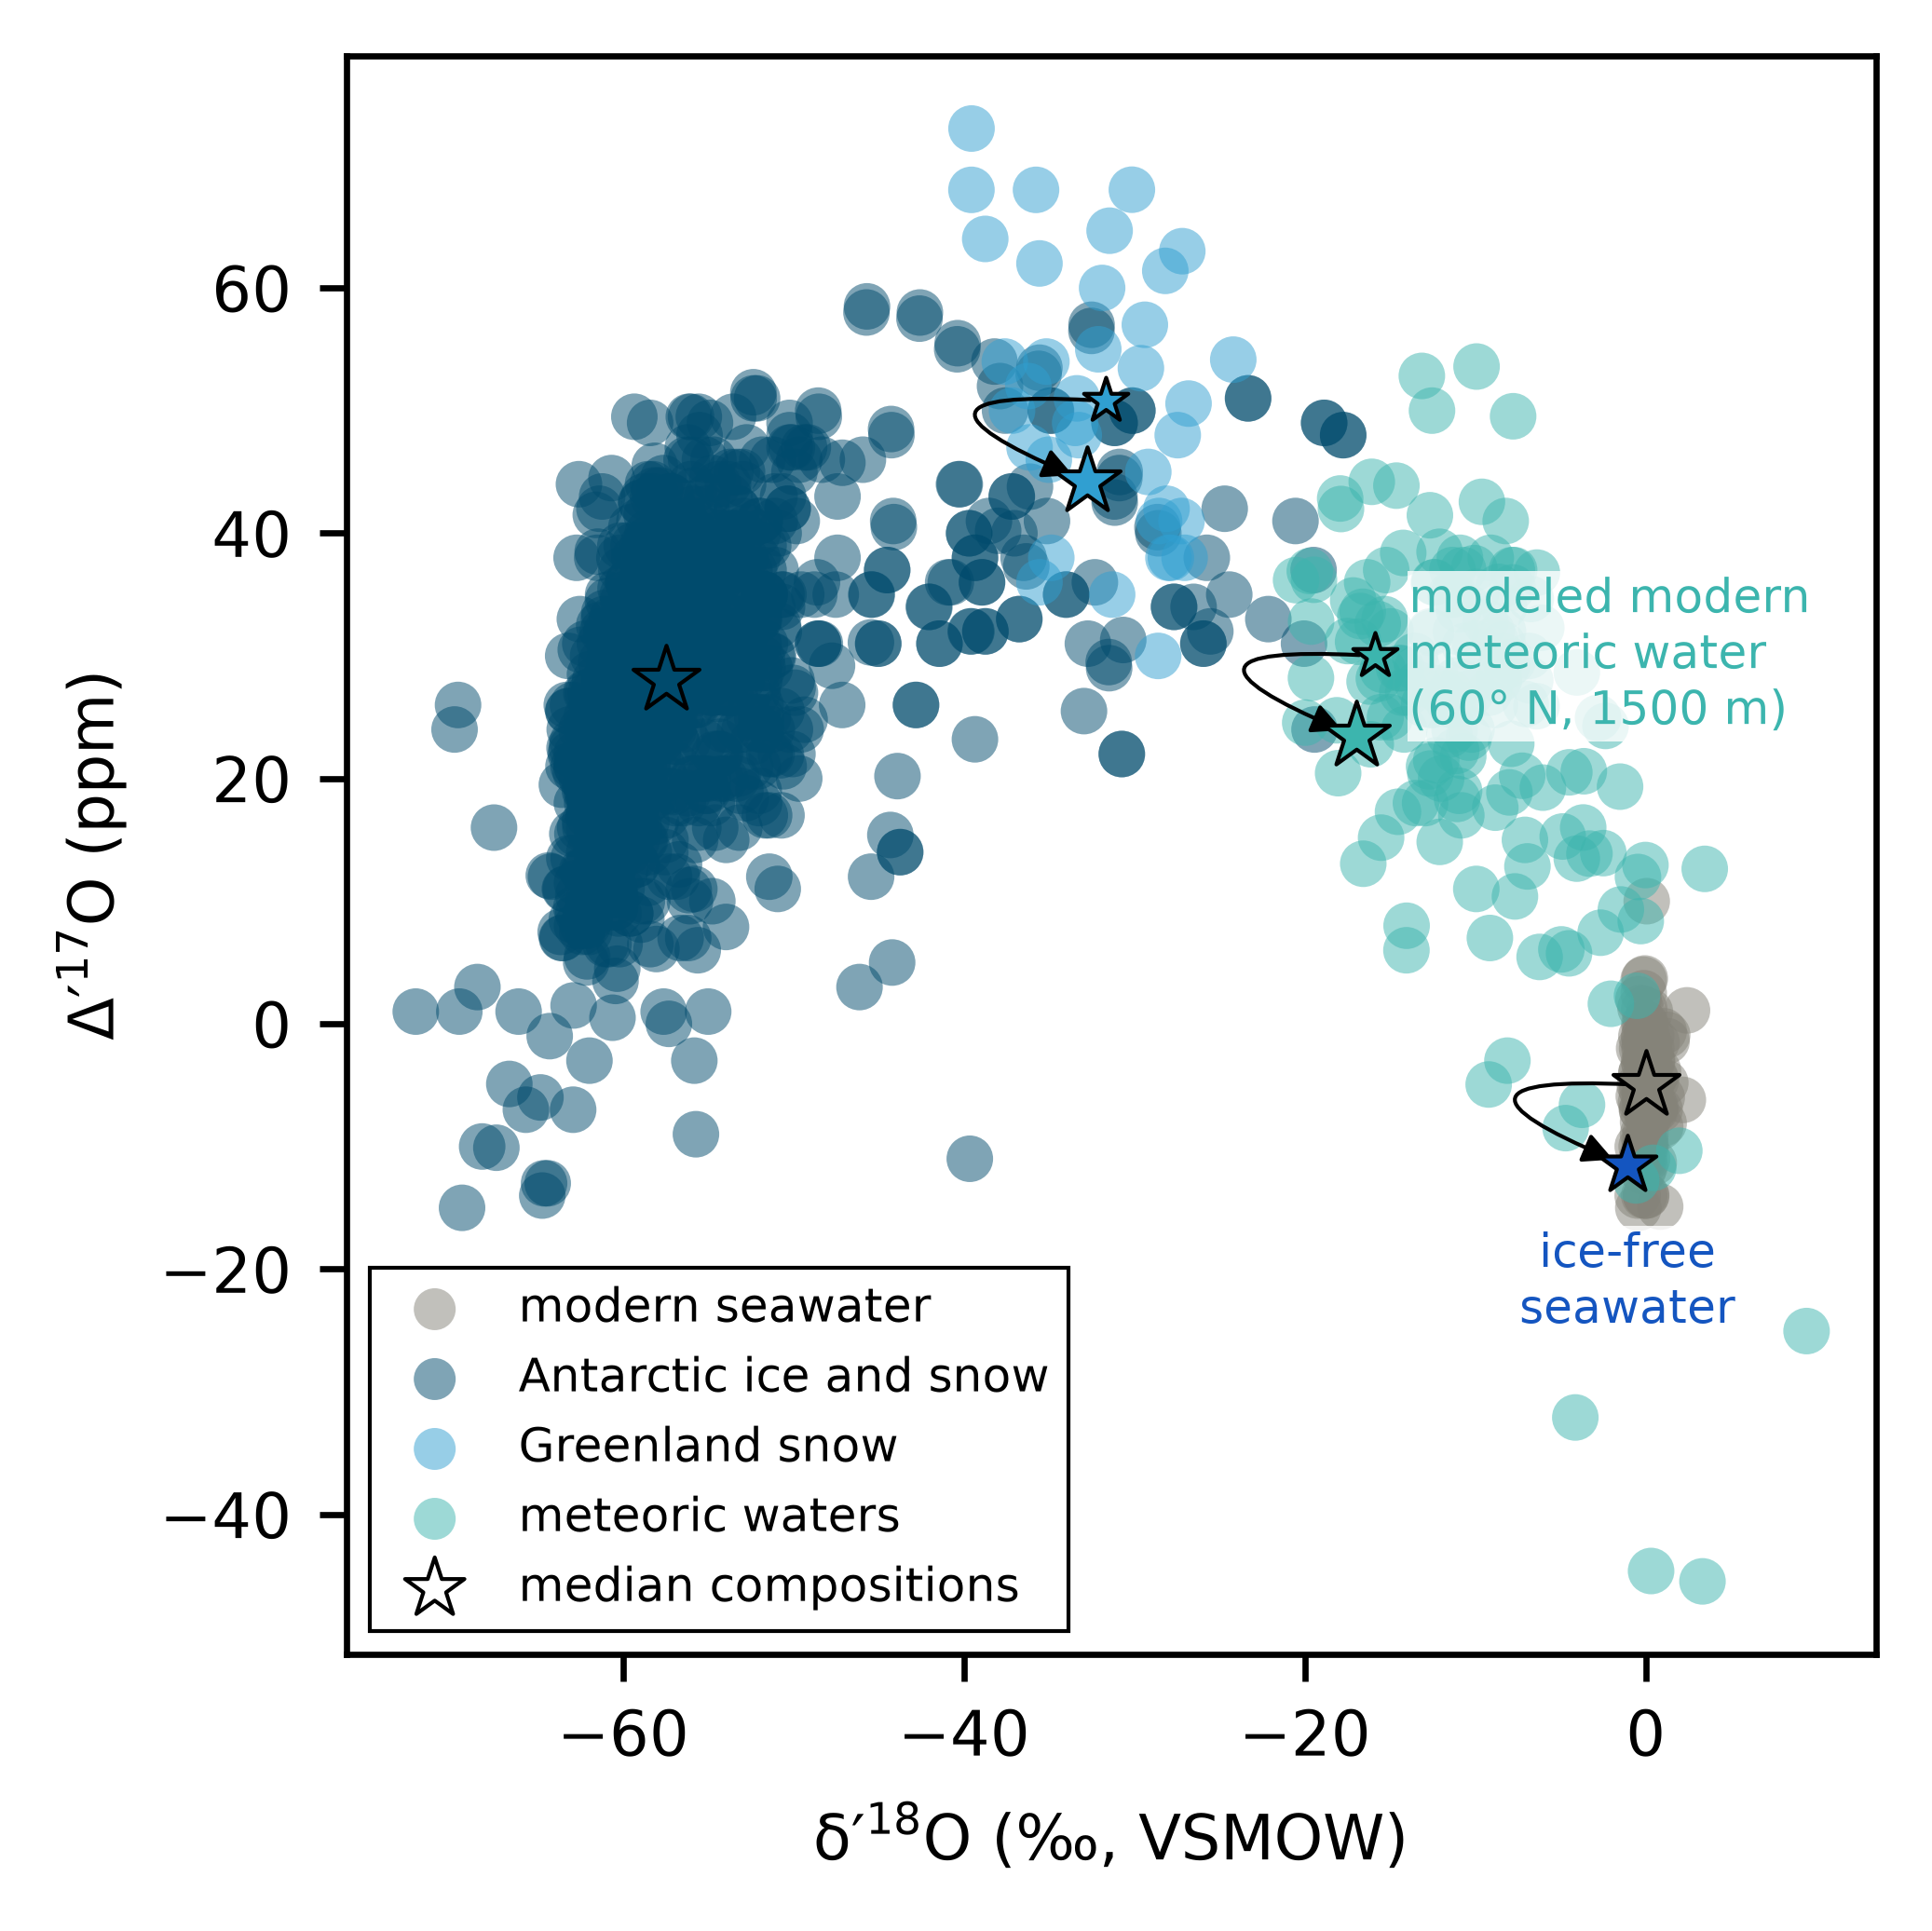 60
40
20
0
−20
−40
Δ′¹⁷O (ppm)
modeled modern
meteoric water
(60° N, 1500 m)
ice-free
seawater
modern seawater
Antarctic ice and snow
Greenland snow
meteoric waters
median compositions
−60
−40
−20
0
δ′¹⁸O (‰, VSMOW)